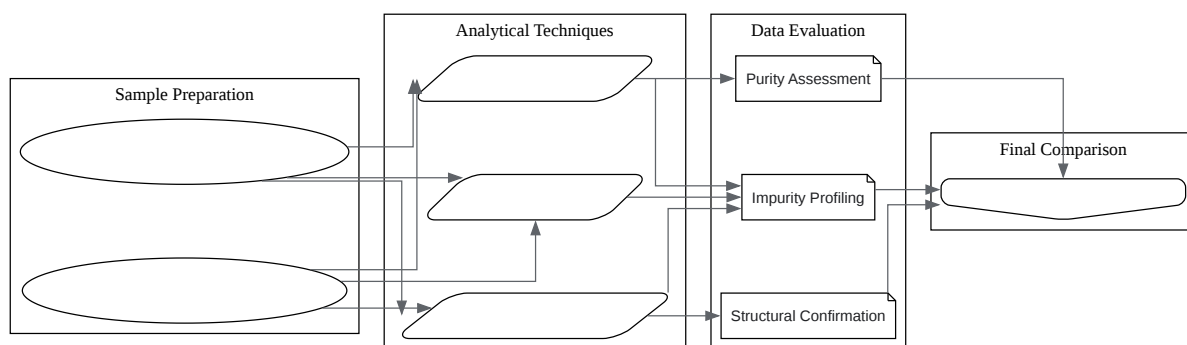 Sample Preparation
Analytical Techniques
Data Evaluation
Purity Assessment
Impurity Profiling
Structural Confirmation
Final Comparison